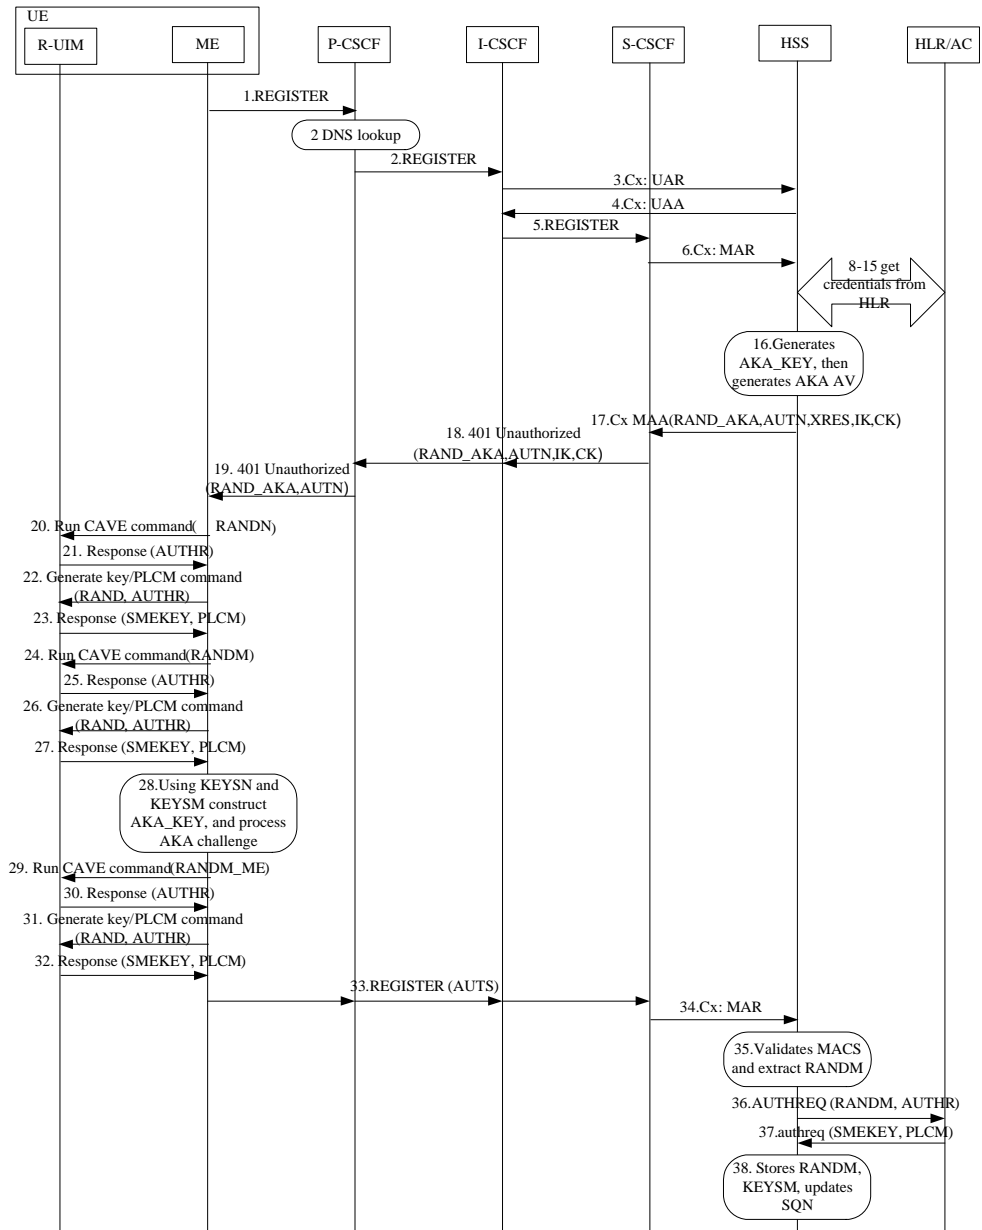 UE
R-UIM
ME
P-CSCF
I-CSCF
S-CSCF
HSS
HLR/AC
1.REGISTER
2 DNS lookup
2.REGISTER
3.Cx: UAR
4.Cx: UAA
5.REGISTER
6.Cx: MAR
8-15 get
credentials from
HLR
16.Generates
AKA_KEY, then
generates AKA AV
17.Cx MAA(RAND_AKA,AUTN,XRES,IK,CK)
18. 401 Unauthorized
(RAND_AKA,AUTN,IK,CK)
19. 401 Unauthorized
(RAND_AKA,AUTN)
20. Run CAVE command( RANDN)
21. Response (AUTHR)
22. Generate key/PLCM command
(RAND, AUTHR)
23. Response (SMEKEY, PLCM)
24. Run CAVE command(RANDM)
25. Response (AUTHR)
26. Generate key/PLCM command
(RAND, AUTHR)
27. Response (SMEKEY, PLCM)
28.Using KEYSN and
KEYSM construct
AKA_KEY, and process
AKA challenge
29. Run CAVE command(RANDM_ME)
30. Response (AUTHR)
31. Generate key/PLCM command
(RAND, AUTHR)
32. Response (SMEKEY, PLCM)
33.REGISTER (AUTS)
34.Cx: MAR
35.Validates MACS
and extract RANDM
36.AUTHREQ (RANDM, AUTHR)
37.authreq (SMEKEY, PLCM)
38. Stores RANDM,
KEYSM, updates
SQN